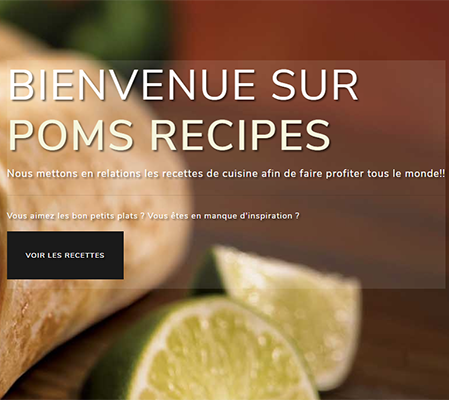 BIENVENUE SUR
POMS RECIPES
Nous mettons en relations les recettes de cuisine afin de faire profiter tous le monde!!
Vous aimez les bon petits plats ? Vous êtes en manque d'inspiration ?
VOIR LES RECETTES